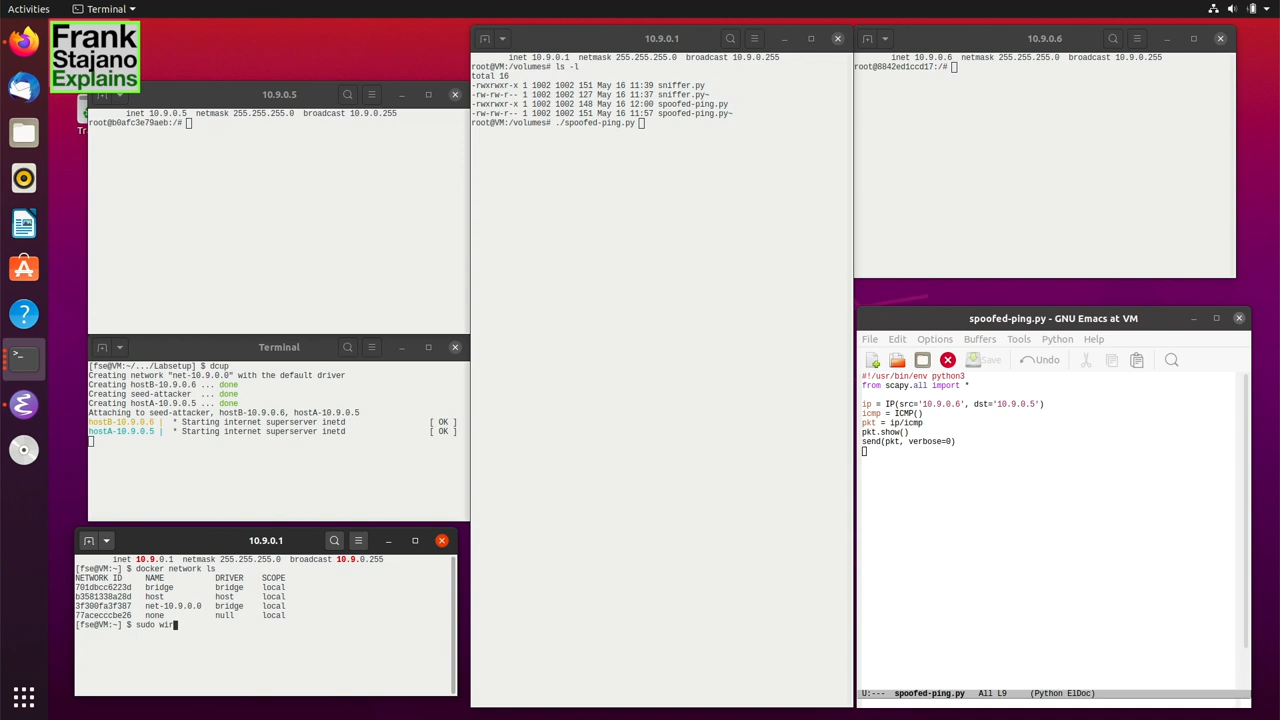 Activities
Terminal
Frank
Stajano
Explains
Tr
10.9.0.5
inet 10.9.0.5 netmask 255.255.255.0 broadcast 10.9.0.255
root@b0afc3e79aeb:/#
Terminal
[fse@VM:~/.../Labsetup] $ dcup
Creating network "net-10.9.0.0" with the default driver
Creating hostB-10.9.0.6 ... done
Creating seed-attacker ... done
Creating hostA-10.9.0.5 ... done
Attaching to seed-attacker, hostB-10.9.0.6, hostA-10.9.0.5
hostB-10.9.0.6 | * Starting internet superserver inetd [ OK ]
hostA-10.9.0.5 | * Starting internet superserver inetd [ OK ]
10.9.0.1
inet 10.9.0.1 netmask 255.255.255.0 broadcast 10.9.0.255
[fse@VM:~] $ docker network ls
NETWORK ID NAME DRIVER SCOPE
701dbcc6223d bridge bridge local
b3581338a28d host host local
3f300fa3f387 net-10.9.0.0 bridge local
77acecccbe26 none null local
[fse@VM:~] $ sudo wir
10.9.0.1
inet 10.9.0.1 netmask 255.255.255.0 broadcast 10.9.0.255
root@VM:/volumes# ls -l
total 16
-rwxrwxr-x 1 1002 1002 151 May 16 11:39 sniffer.py
-rw-rw-r-- 1 1002 1002 127 May 16 11:37 sniffer.py~
-rwxrwxr-x 1 1002 1002 148 May 16 12:00 spoofed-ping.py
-rw-rw-r-- 1 1002 1002 151 May 16 11:57 spoofed-ping.py~
root@VM:/volumes# ./spoofed-ping.py
10.9.0.6
inet 10.9.0.6 netmask 255.255.255.0 broadcast 10.9.0.255
root@8842ed1ccd17:/#
spoofed-ping.py - GNU Emacs at VM
File Edit Options Buffers Tools Python Help
Save Undo
#!/usr/bin/env python3
from scapy.all import *
ip = IP(src='10.9.0.6', dst='10.9.0.5')
icmp = ICMP()
pkt = ip/icmp
pkt.show()
send(pkt, verbose=0)
U:--- spoofed-ping.py All L9 (Python ElDoc)